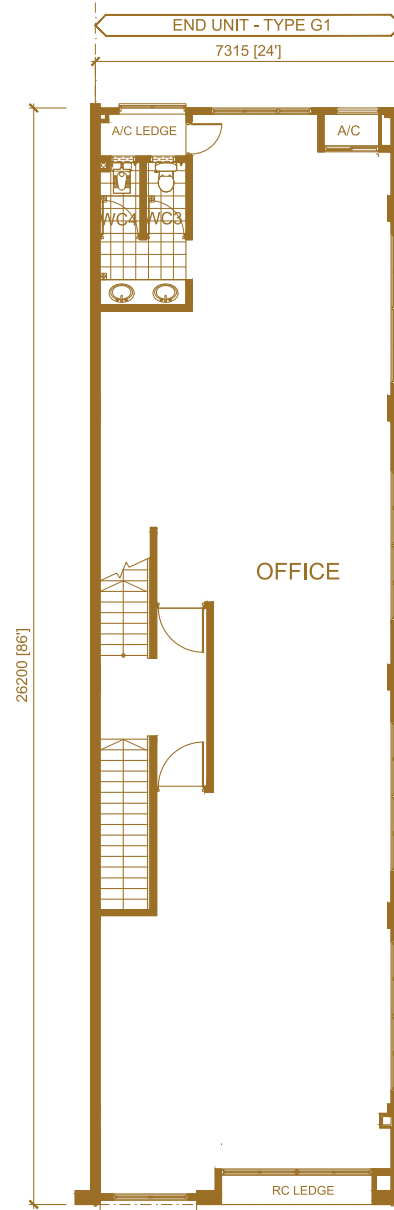 END UNIT - TYPE G1
7315 [24']
A/C LEDGE
A/C
WC4
WC3
OFFICE
26200 [86']
RC LEDGE